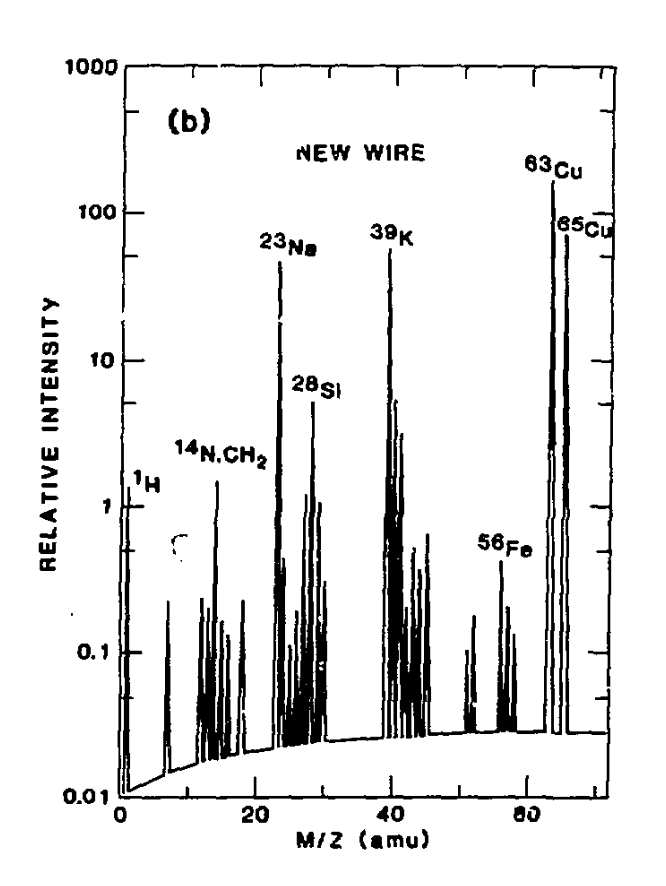 1000
(b)
NEW WIRE
63Cu
100
65Cu
23Na
39K
10
28Si
14N.CH2
1H
1
56Fe
0.1
0.01
0
20
40
60
M/Z (amu)
RELATIVE INTENSITY